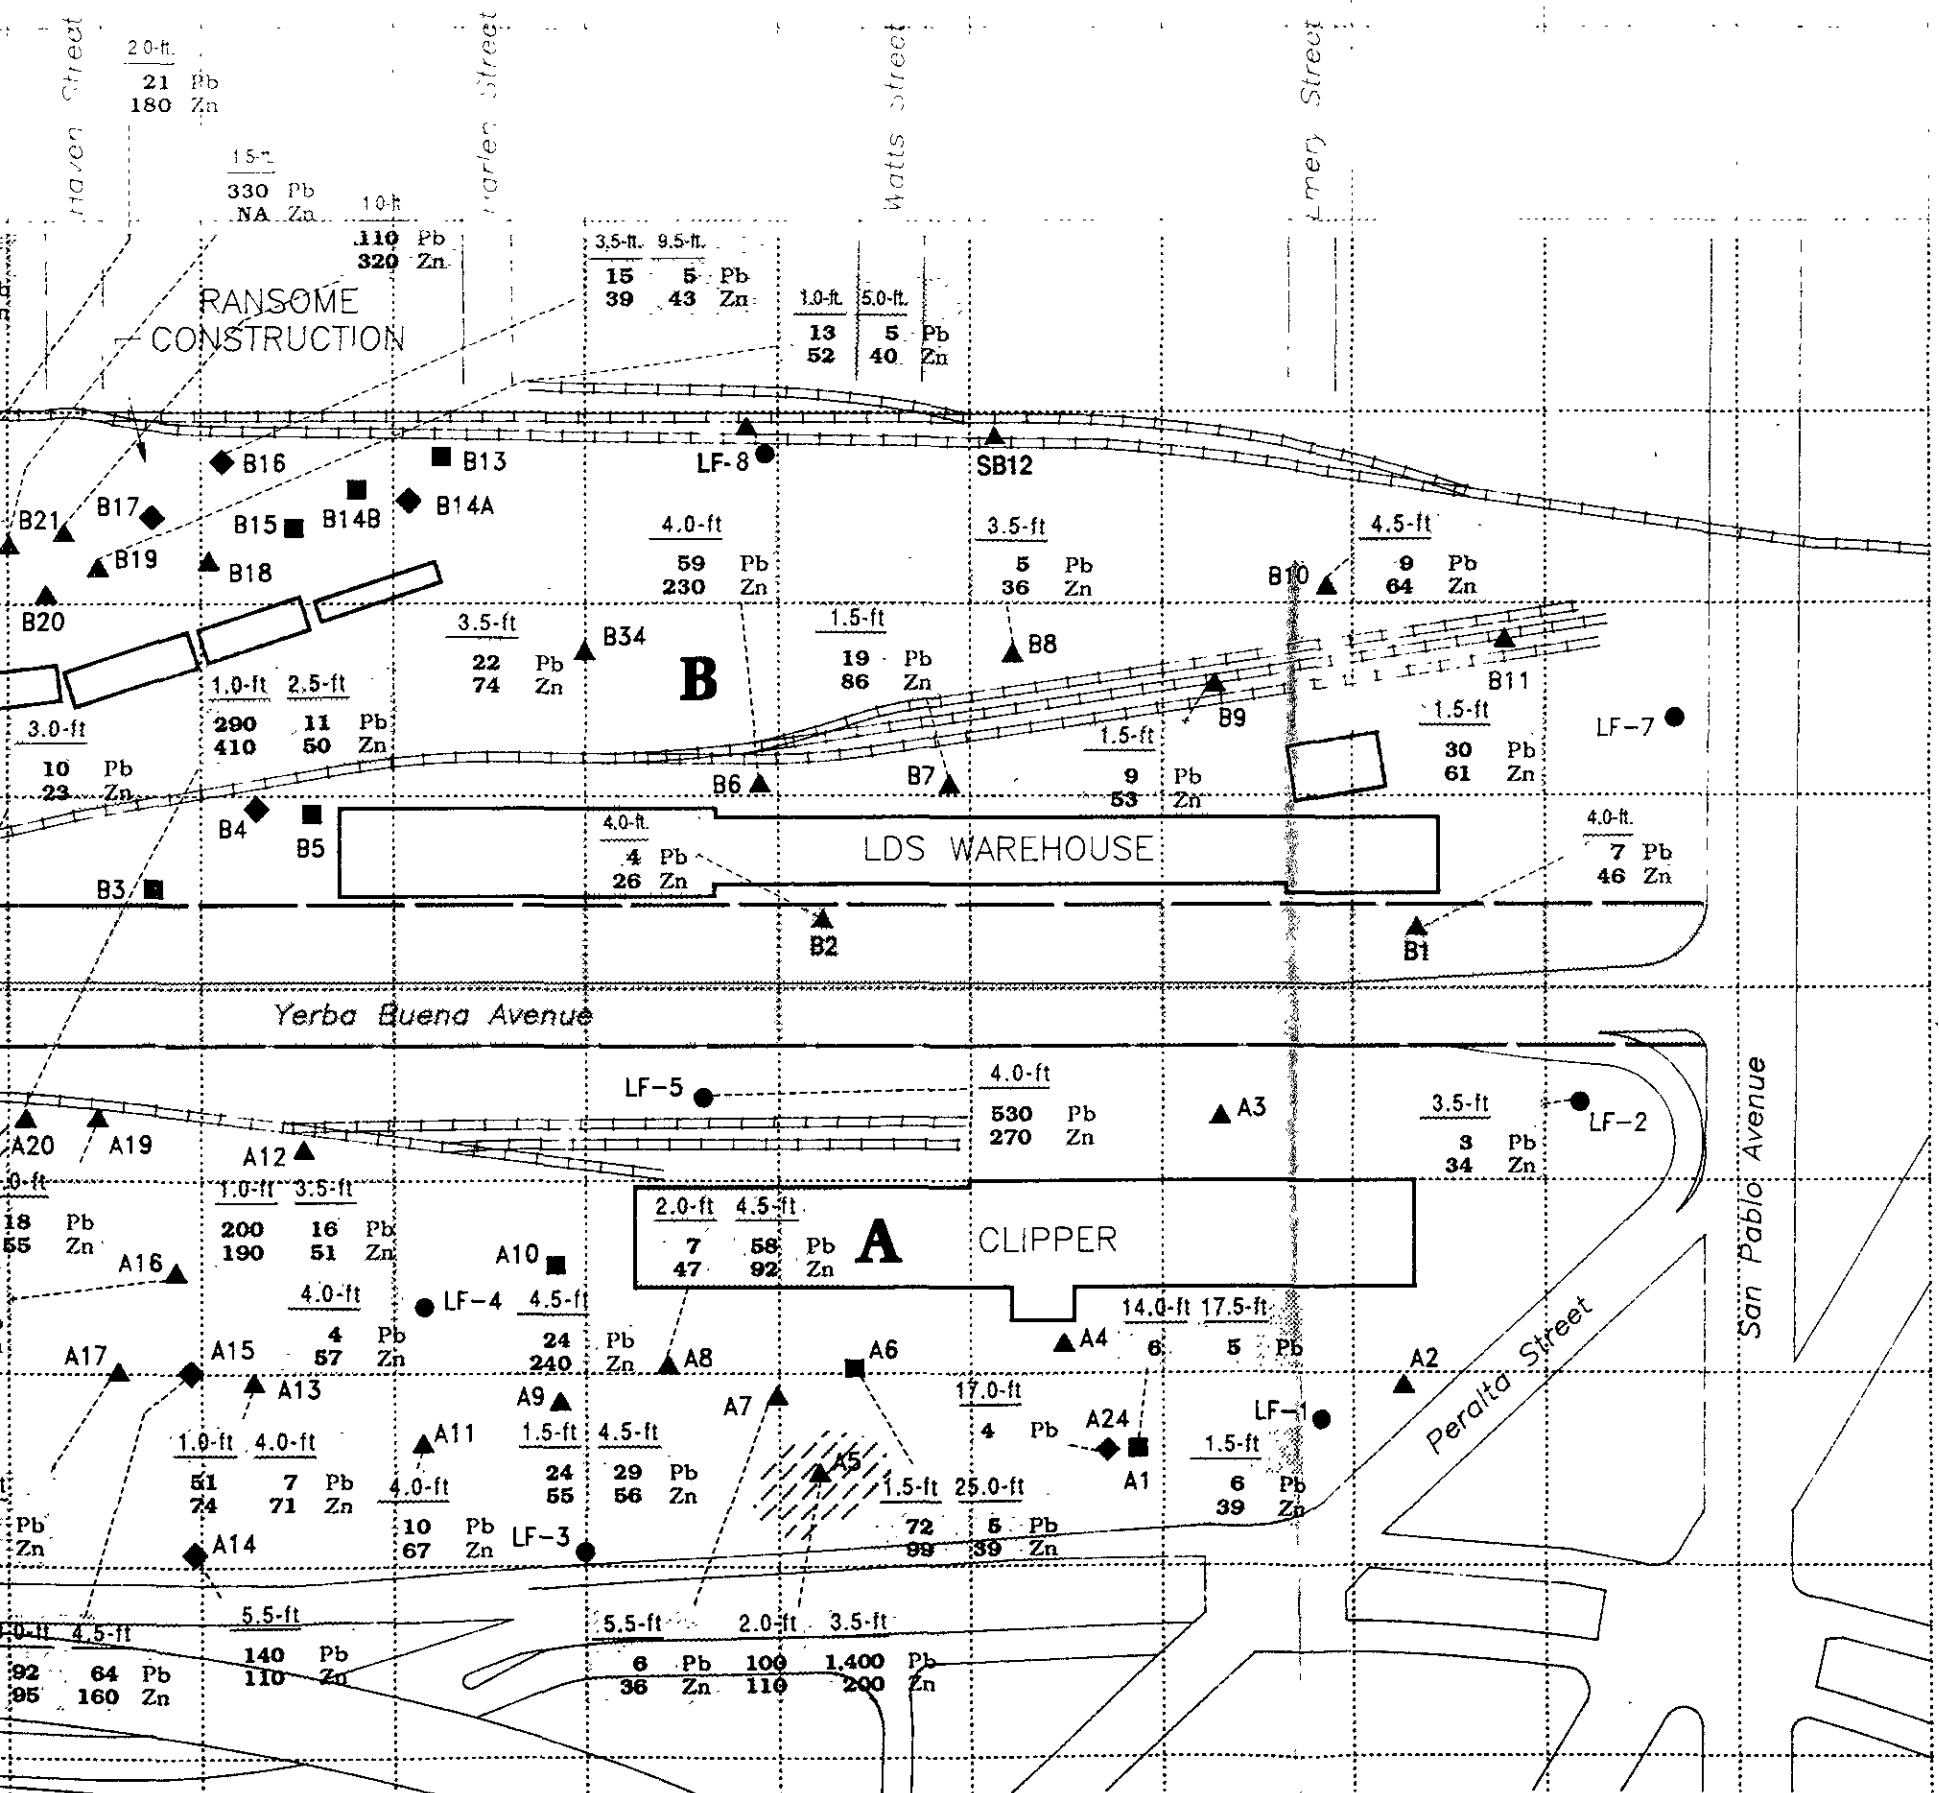 2.0-ft.
21 Pb
180 Zn
Haven Street
Harlen Street
Watts Street
Emery Street
1.5-ft.
330 Pb
NA Zn
1.0-ft
110 Pb
320 Zn
3.5-ft. 9.5-ft.
15 5 Pb
39 43 Zn
1.0-ft. 5.0-ft.
13 5 Pb
52 40 Zn
RANSOME
CONSTRUCTION
B16
B13
LF-8
SB12
B17
B15
B14B
B14A
B21
B19
B18
B20
4.0-ft
59 Pb
230 Zn
3.5-ft
5 Pb
36 Zn
4.5-ft
9 Pb
64 Zn
B10
3.5-ft
22 Pb
74 Zn
B34
B
1.5-ft
19 Pb
86 Zn
B8
B9
B11
LF-7
3.0-ft
10 Pb
23 Zn
1.0-ft 2.5-ft
290 11 Pb
410 50 Zn
1.5-ft
9 Pb
53 Zn
1.5-ft
30 Pb
61 Zn
B6
B7
B4
B5
B3
4.0-ft.
4 Pb
26 Zn
LDS WAREHOUSE
4.0-ft.
7 Pb
46 Zn
B2
B1
Yerba Buena Avenue
San Pablo Avenue
LF-5
4.0-ft
530 Pb
270 Zn
A3
3.5-ft
3 Pb
34 Zn
LF-2
A20
A19
A12
0-ft
18 Pb
55 Zn
1.0-ft 3.5-ft
200 16 Pb
190 51 Zn
A16
A10
2.0-ft 4.5-ft
7 58 Pb
47 92 Zn
A
CLIPPER
4.0-ft
4 Pb
57 Zn
LF-4
4.5-ft
24 Pb
240 Zn
14.0-ft 17.5-ft
6 5 Pb
A17
A15
A13
A8
A6
A4
A2
Peralta Street
A9
A7
17.0-ft
4 Pb
A24
A1
LF-1
A11
1.0-ft 4.0-ft
51 7 Pb
74 71 Zn
1.5-ft 4.5-ft
24 29 Pb
55 56 Zn
A5
1.5-ft
6 Pb
39 Zn
4.0-ft
10 Pb
67 Zn
1.5-ft 25.0-ft
72 5 Pb
99 39 Zn
Pb
Zn
A14
LF-3
5.5-ft
140 Pb
110 Zn
0-ft 4.5-ft
92 64 Pb
95 160 Zn
5.5-ft 2.0-ft 3.5-ft
6 Pb 100 1,400 Pb
36 Zn 110 200 Zn